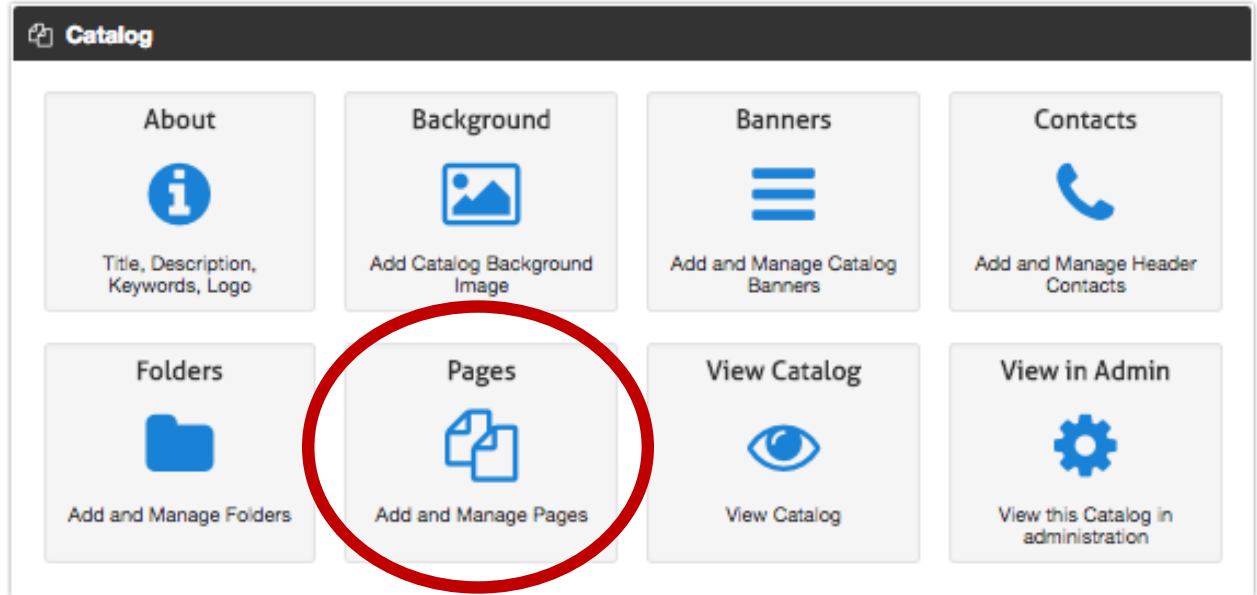 Catalog
About
Background
Banners
Contacts
Title, Description,
Keywords, Logo
Add Catalog Background
Image
Add and Manage Catalog
Banners
Add and Manage Header
Contacts
Folders
Pages
View Catalog
View in Admin
Add and Manage Folders
Add and Manage Pages
View Catalog
View this Catalog in
administration